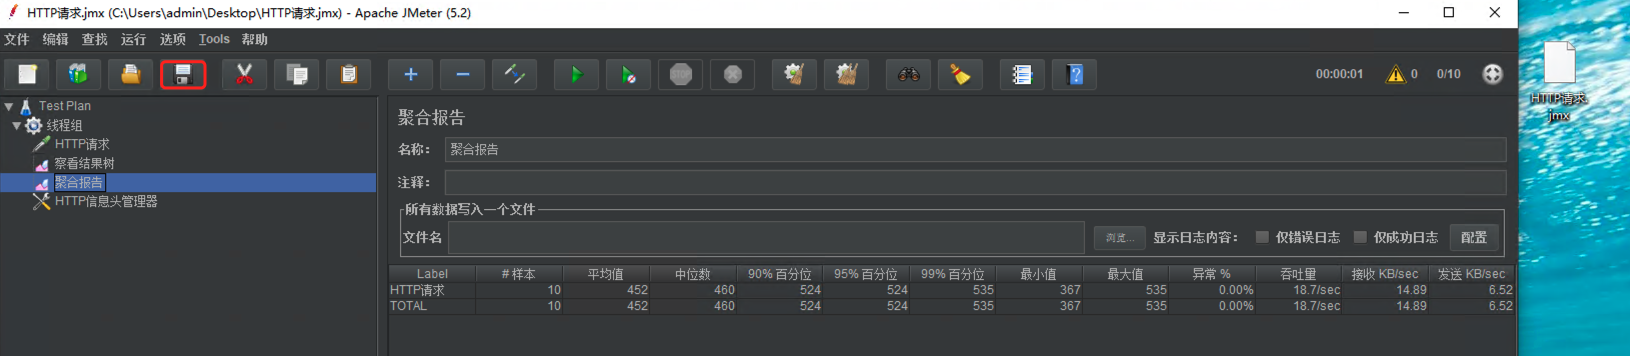 HTTP请求.jmx (C:\Users\admin\Desktop\HTTP请求.jmx) - Apache JMeter (5.2)
文件 编辑 查找 运行 选项 Tools 帮助
STOP 00:00:01 0 0/10
Test Plan
线程组
HTTP请求
察看结果树
聚合报告
HTTP信息头管理器
聚合报告
名称： 聚合报告
注释：
所有数据写入一个文件
文件名 浏览... 显示日志内容： 仅错误日志 仅成功日志 配置
Label # 样本 平均值 中位数 90% 百分位 95% 百分位 99% 百分位 最小值 最大值 异常 % 吞吐量 接收 KB/sec 发送 KB/sec
HTTP请求 10 452 460 524 524 535 367 535 0.00% 18.7/sec 14.89 6.52
TOTAL 10 452 460 524 524 535 367 535 0.00% 18.7/sec 14.89 6.52
HTTP请求.
jmx